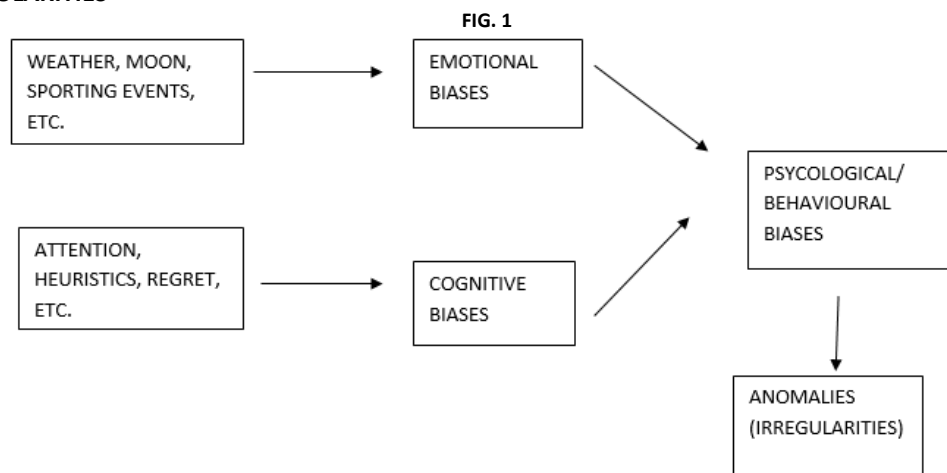 FIG. 1
WEATHER, MOON,
SPORTING EVENTS,
ETC.
EMOTIONAL
BIASES
PSYCOLOGICAL/
BEHAVIOURAL
BIASES
ATTENTION,
HEURISTICS, REGRET,
ETC.
COGNITIVE
BIASES
ANOMALIES
(IRREGULARITIES)